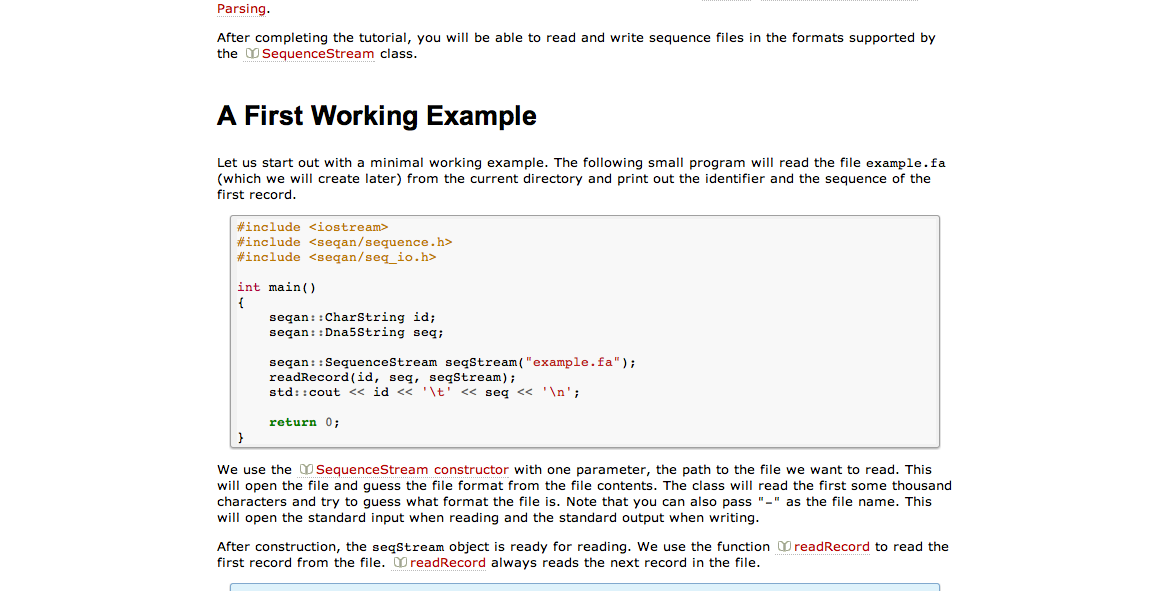 Parsing.
After completing the tutorial, you will be able to read and write sequence files in the formats supported by
the SequenceStream class.
A First Working Example
Let us start out with a minimal working example. The following small program will read the file example.fa
(which we will create later) from the current directory and print out the identifier and the sequence of the
first record.
#include <iostream>
#include <seqan/sequence.h>
#include <seqan/seq_io.h>
int main()
{
    seqan::CharString id;
    seqan::Dna5String seq;
    seqan::SequenceStream seqStream("example.fa");
    readRecord(id, seq, seqStream);
    std::cout << id << '\t' << seq << '\n';
    return 0;
}
We use the SequenceStream constructor with one parameter, the path to the file we want to read. This
will open the file and guess the file format from the file contents. The class will read the first some thousand
characters and try to guess what format the file is. Note that you can also pass "-" as the file name. This
will open the standard input when reading and the standard output when writing.
After construction, the seqStream object is ready for reading. We use the function readRecord to read the
first record from the file. readRecord always reads the next record in the file.